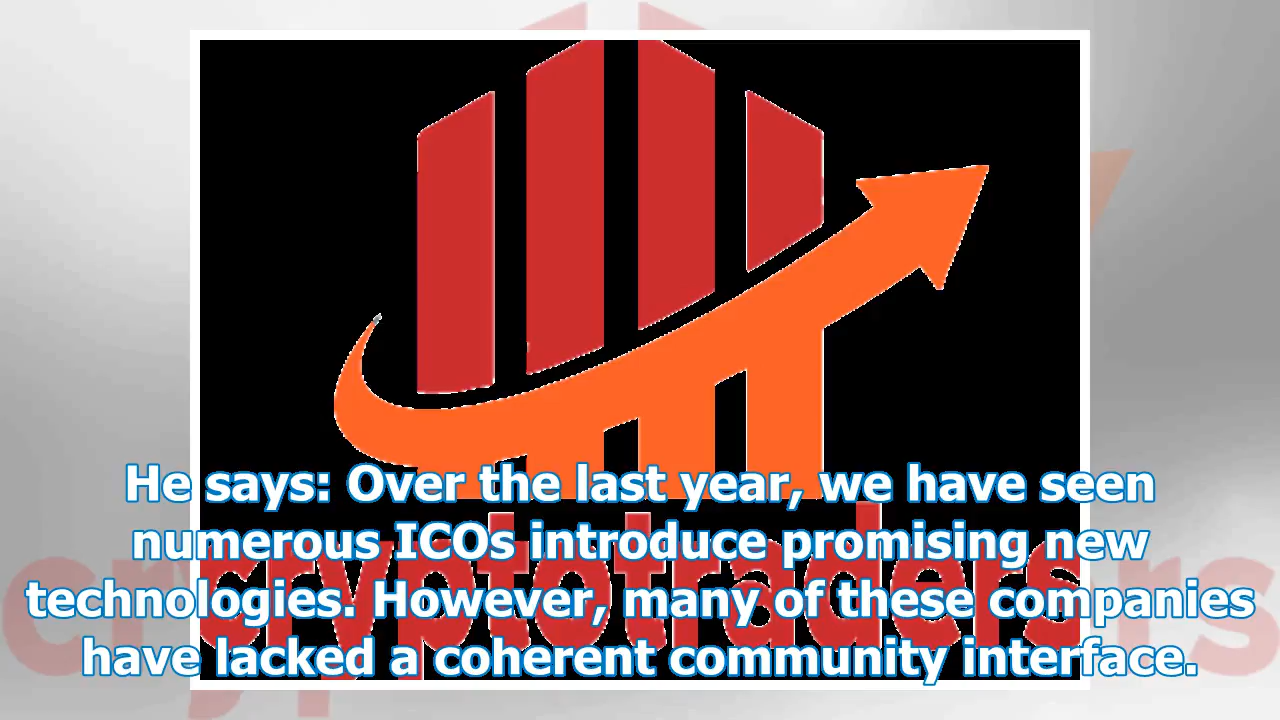 He says: Over the last year, we have seen
numerous ICOs introduce promising new
technologies. However, many of these companies
have lacked a coherent community interface.
cryptotraders